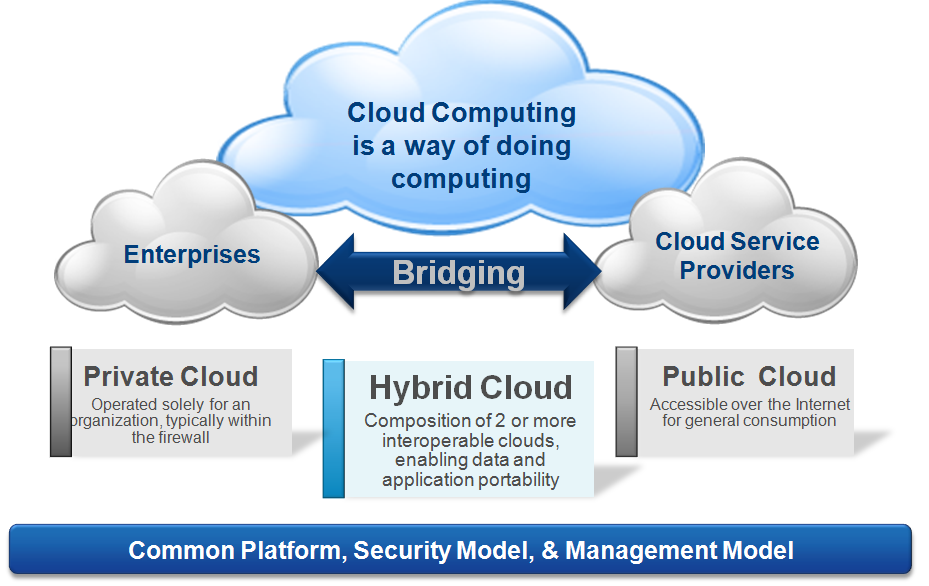 Cloud Computing
is a way of doing
computing
Enterprises
Bridging
Cloud Service
Providers
Private Cloud
Operated solely for an
organization, typically within
the firewall
Hybrid Cloud
Composition of 2 or more
interoperable clouds,
enabling data and
application portability
Public Cloud
Accessible over the Internet
for general consumption
Common Platform, Security Model, & Management Model